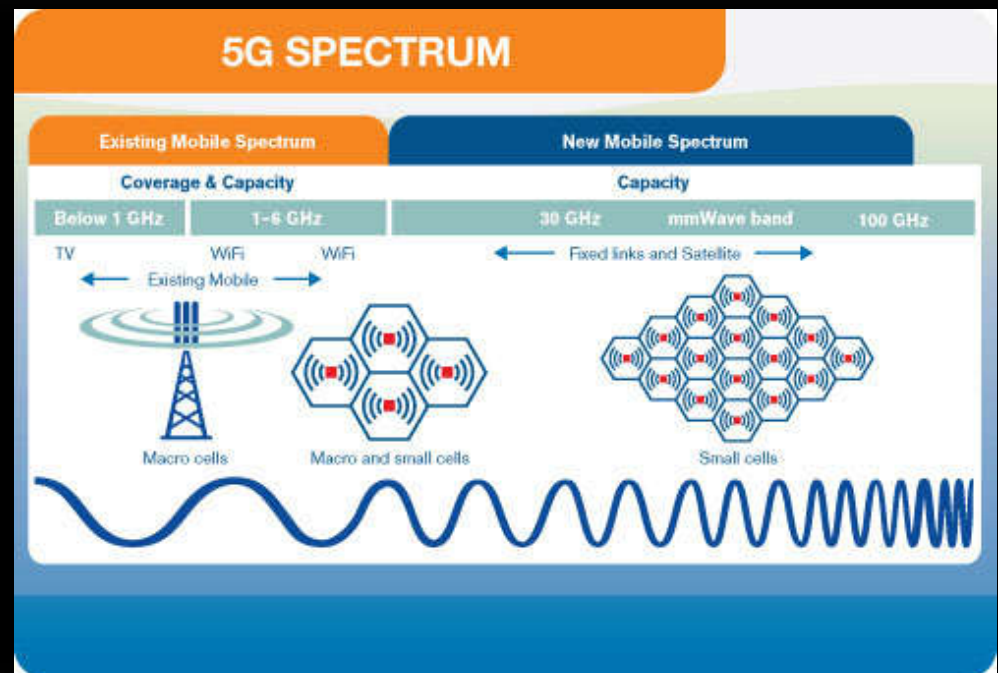 5G SPECTRUM
Existing Mobile Spectrum
New Mobile Spectrum
Coverage & Capacity
Capacity
Below 1 GHz
1–6 GHz
30 GHz
mmWave band
100 GHz
TV
WiFi
WiFi
Fixed links and Satellite
Existing Mobile
Macro cells
Macro and small cells
Small cells